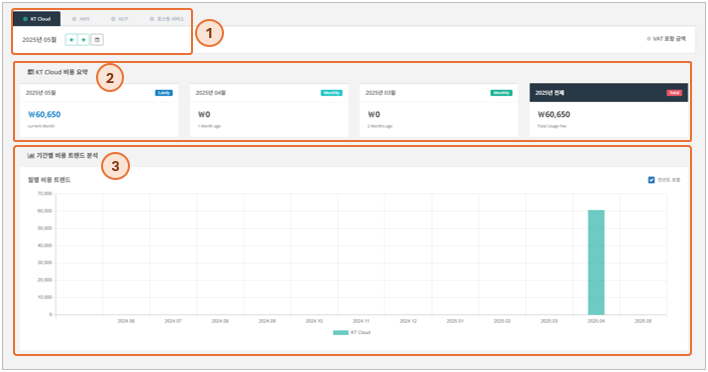 KT Cloud AWS NCP 호스팅 서비스
1
2025년 05월
VAT 포함 금액
KT Cloud 비용 요약
2
2025년 05월 Lately
₩60,650
current Month
2025년 04월 Monthly
₩0
1 Month ago
2025년 03월 Monthly
₩0
2 Months ago
2025년 전체 Total
₩60,650
Total Usage Fee
기간별 비용 트렌드 분석
3
월별 비용 트렌드
전년도 포함
70,000
60,000
50,000
40,000
30,000
20,000
10,000
0
2024.06 2024.07 2024.08 2024.09 2024.10 2024.11 2024.12 2025.01 2025.02 2025.03 2025.04 2025.05
KT Cloud